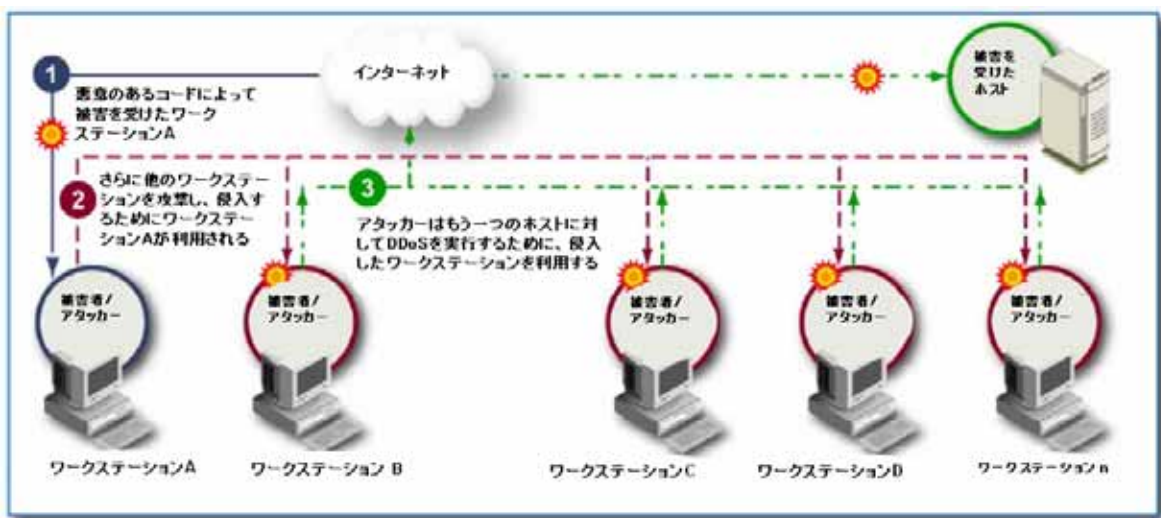 1
悪意のあるコードによって
被害を受けたワーク
ステーションA
インターネット
被害を
受けた
ホスト
2
さらに他のワークステー
ションを攻撃し、侵入す
るためにワークステー
ションAが利用される
3
アタッカーはもう一つのホストに対
してDDoSを実行するために、侵入
したワークステーションを利用する
被害者/
アタッカー
被害者/
アタッカー
被害者/
アタッカー
被害者/
アタッカー
被害者/
アタッカー
ワークステーションA
ワークステーション B
ワークステーションC
ワークステーションD
ワークステーション n